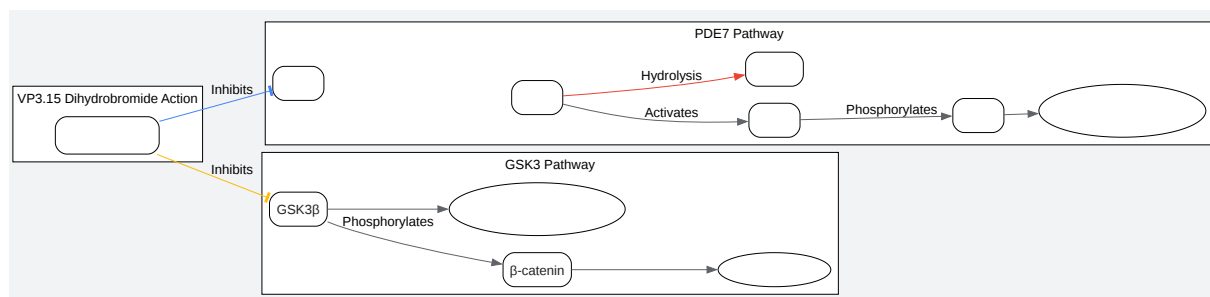 PDE7 Pathway
Hydrolysis
Inhibits
VP3.15 Dihydrobromide Action
Activates
Phosphorylates
GSK3 Pathway
Inhibits
GSK3β
Phosphorylates
β-catenin